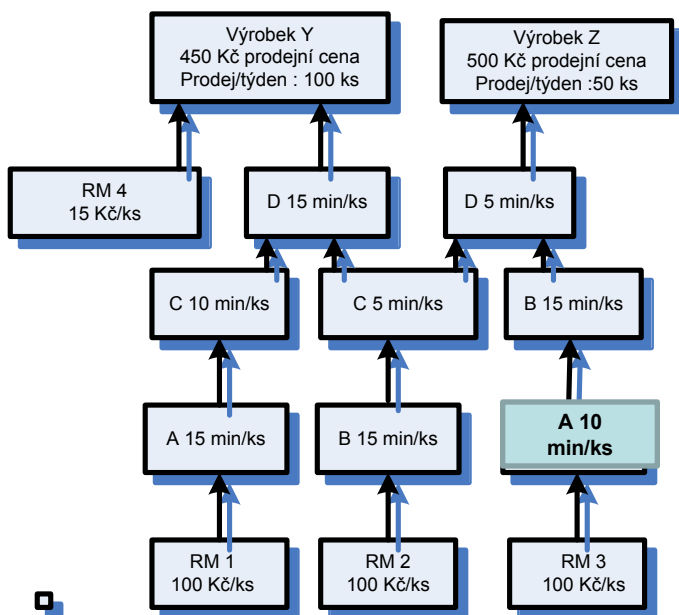 Výrobek Y
450 Kč prodejní cena
Prodej/týden : 100 ks
Výrobek Z
500 Kč prodejní cena
Prodej/týden :50 ks
RM 4
15 Kč/ks
D 15 min/ks
D 5 min/ks
C 10 min/ks
C 5 min/ks
B 15 min/ks
A 15 min/ks
B 15 min/ks
A 10
min/ks
RM 1
100 Kč/ks
RM 2
100 Kč/ks
RM 3
100 Kč/ks